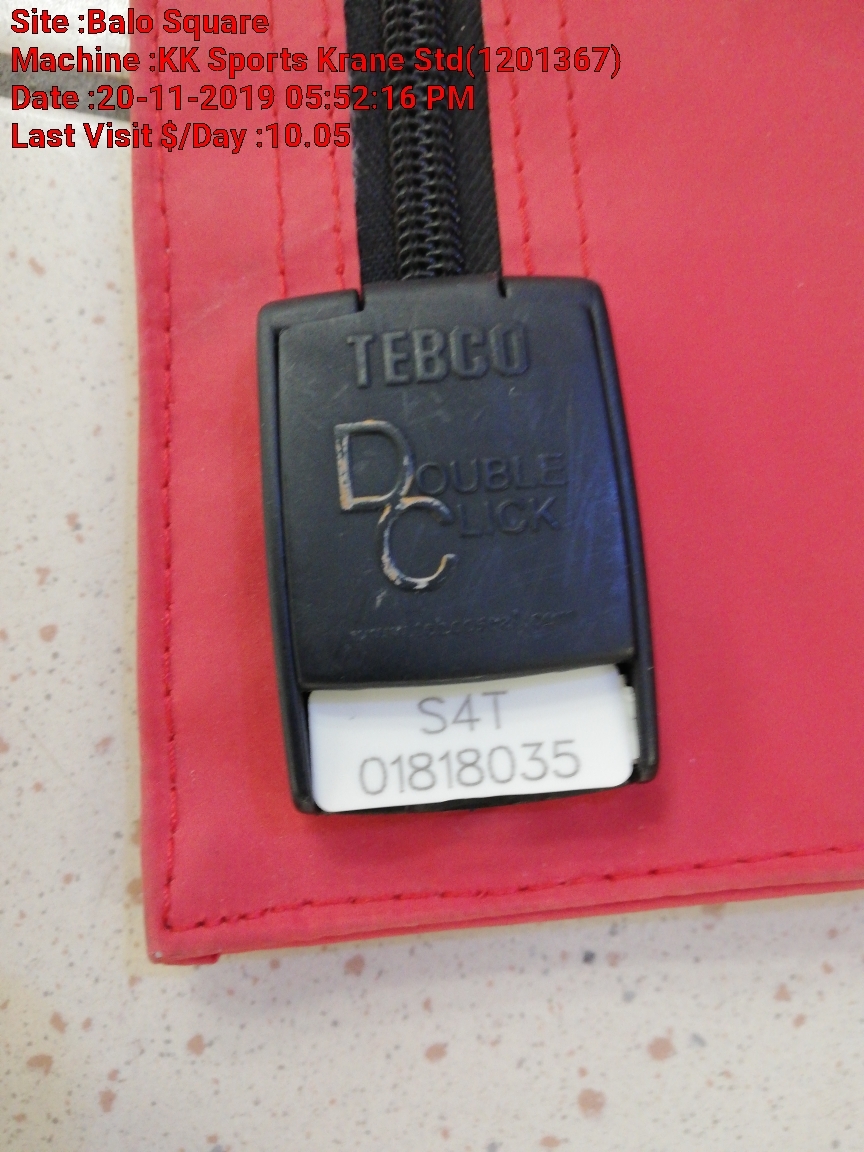 Site :Balo Square
Machine :KK Sports Krane Std(1201367)
Date :20-11-2019 05:52:16 PM
Last Visit $/Day :10.05
TEBCO
DOUBLE
CLICK
S4T
01818035